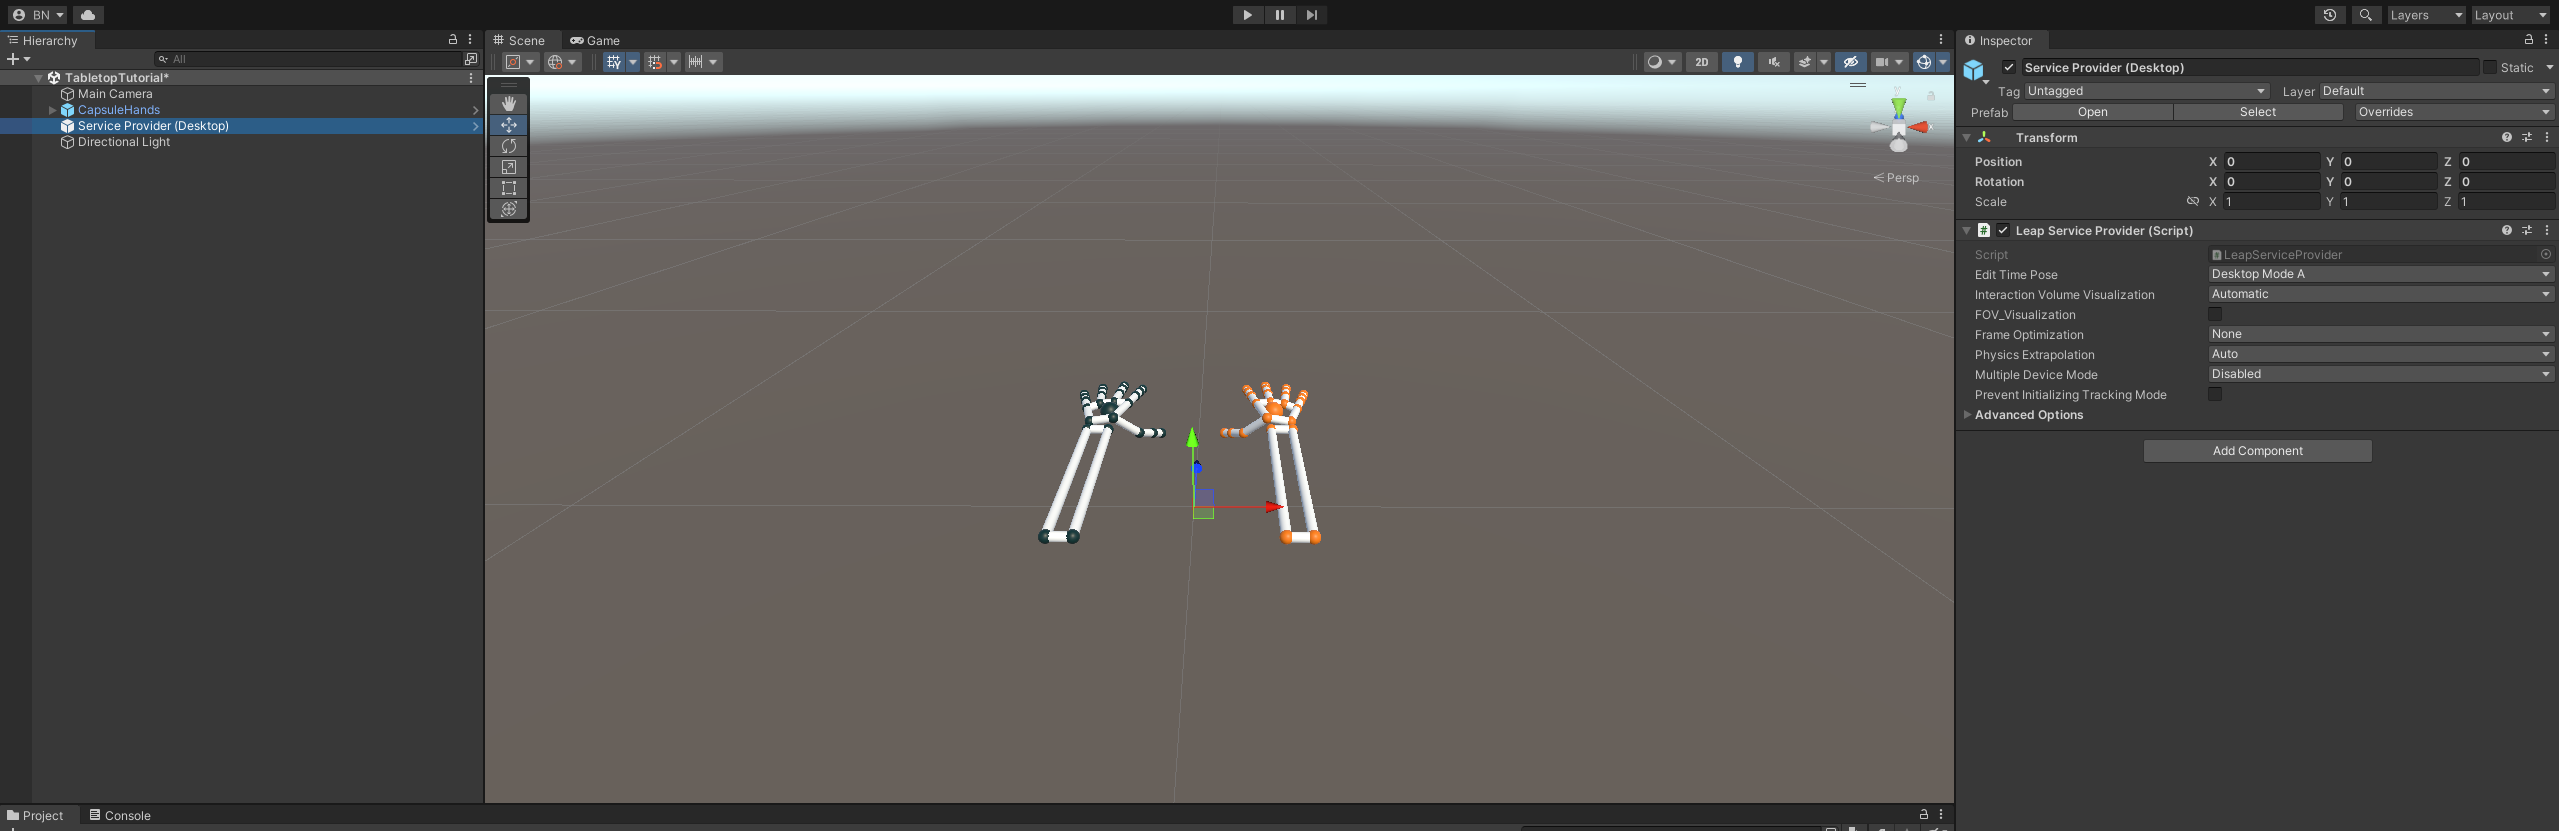 BN
Layers Layout
Hierarchy
All
TabletopTutorial*
Main Camera
CapsuleHands
Service Provider (Desktop)
Directional Light
Scene Game
2D
Y
x
Persp
Inspector
Service Provider (Desktop) Static
Tag Untagged Layer Default
Prefab Open Select Overrides
Transform
Position X 0 Y 0 Z 0
Rotation X 0 Y 0 Z 0
Scale X 1 Y 1 Z 1
# Leap Service Provider (Script)
Script LeapServiceProvider
Edit Time Pose Desktop Mode A
Interaction Volume Visualization Automatic
FOV_Visualization
Frame Optimization None
Physics Extrapolation Auto
Multiple Device Mode Disabled
Prevent Initializing Tracking Mode
Advanced Options
Add Component
Project Console